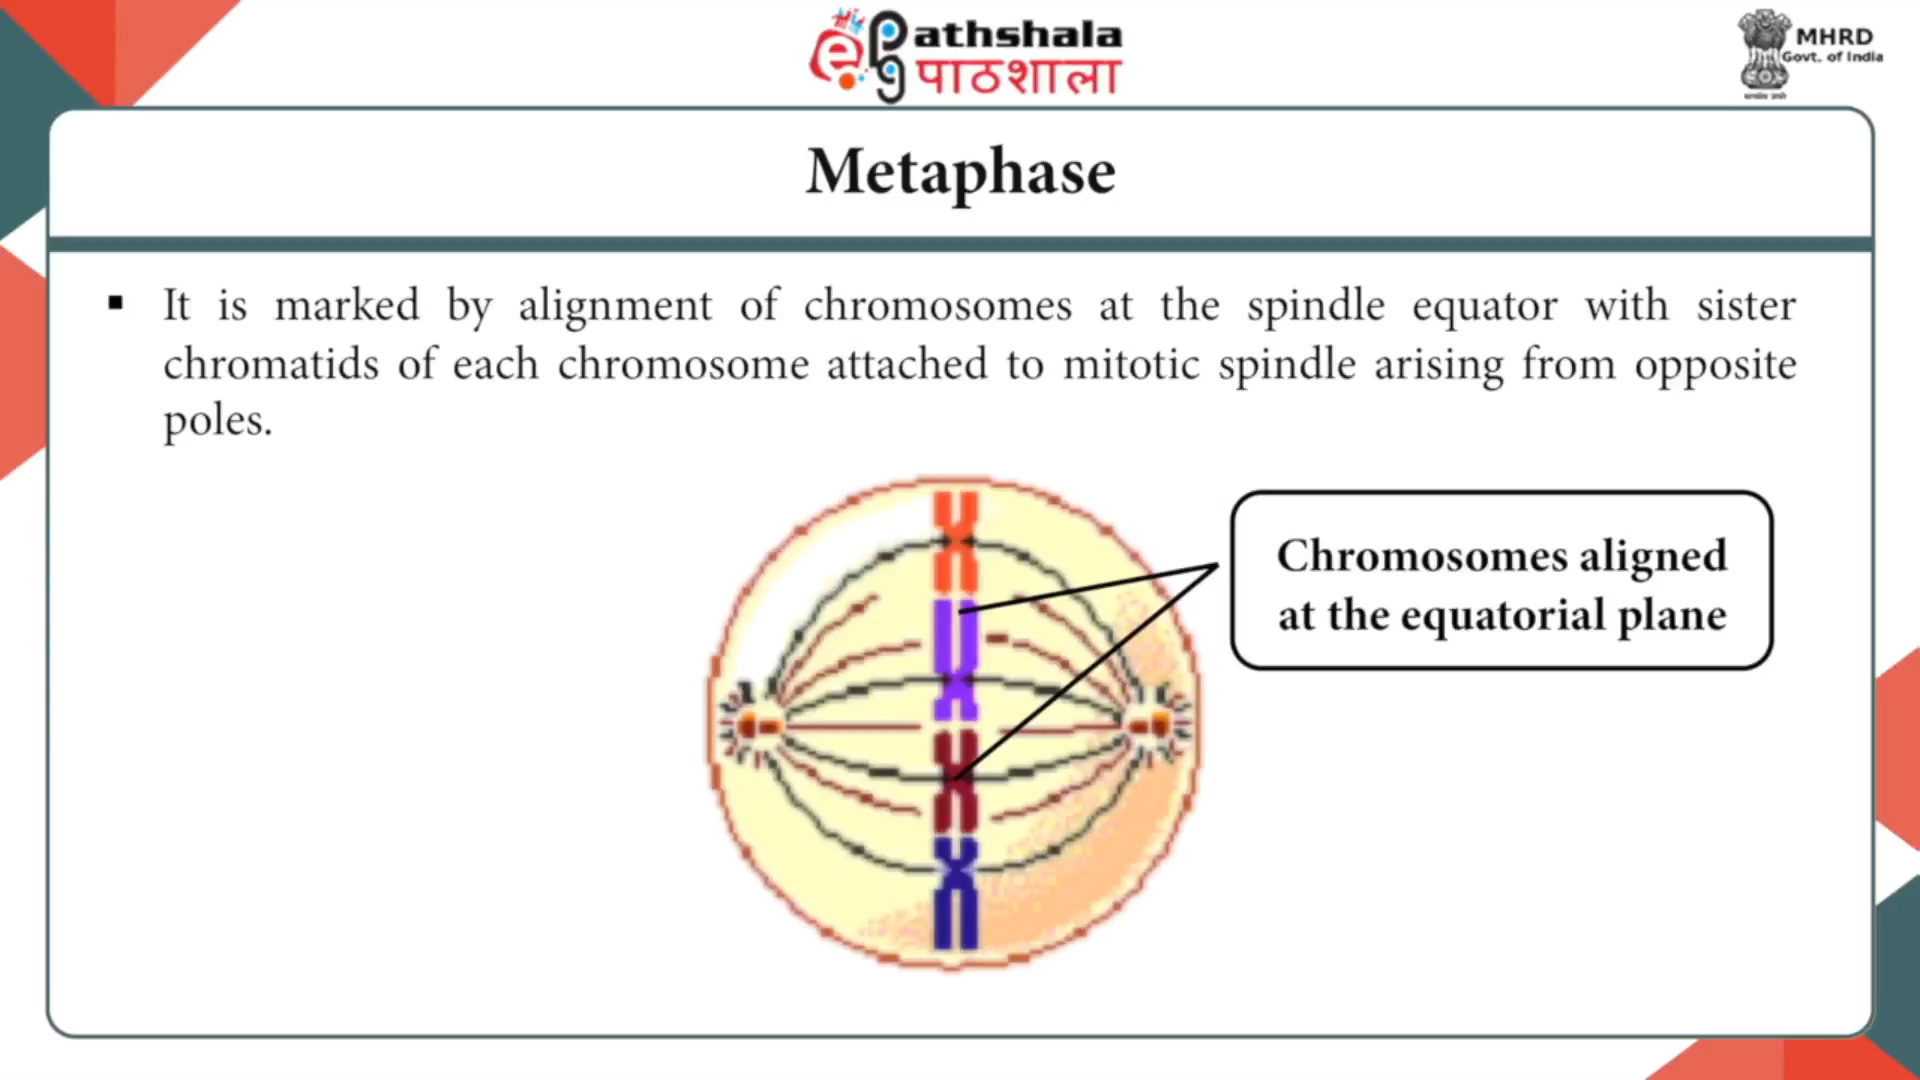 ePathshala
पाठशाला
MHRD
Govt. of India
Metaphase
▪ It is marked by alignment of chromosomes at the spindle equator with sister
chromatids of each chromosome attached to mitotic spindle arising from opposite
poles.
Chromosomes aligned
at the equatorial plane